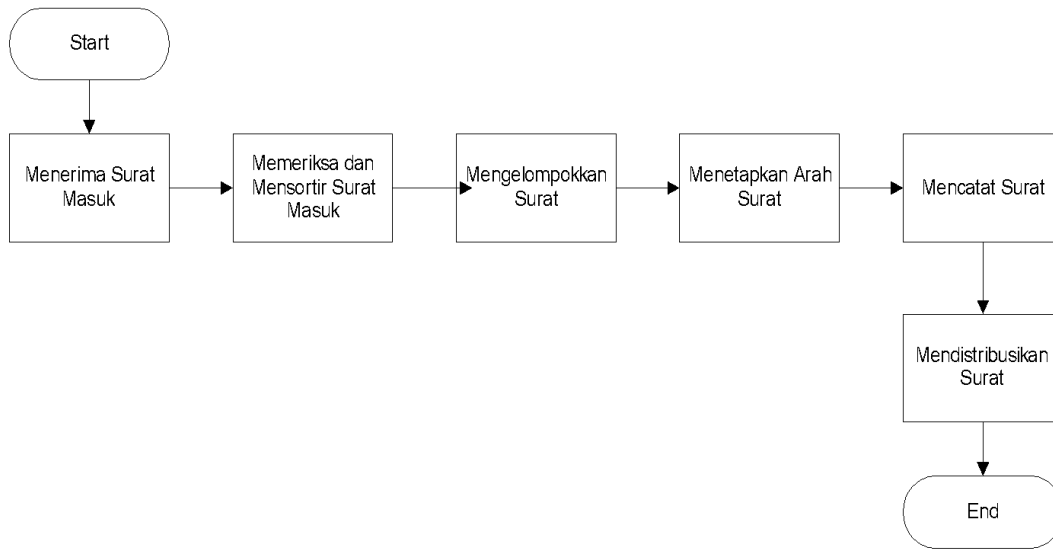 Start
Menerima Surat
Masuk
Memeriksa dan
Mensortir Surat
Masuk
Mengelompokkan
Surat
Menetapkan Arah
Surat
Mencatat Surat
Mendistribusikan
Surat
End